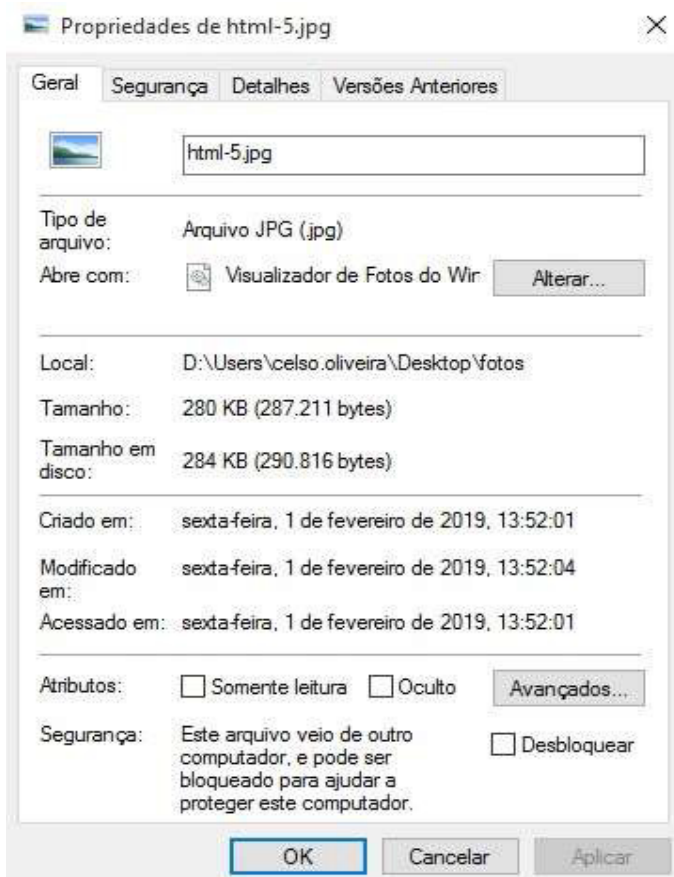 Propriedades de html-5.jpg
Geral Segurança Detalhes Versões Anteriores
html-5.jpg
Tipo de
arquivo:
Arquivo JPG (.jpg)
Abre com: Visualizador de Fotos do Win Alterar...
Local: D:\Users\celso.oliveira\Desktop\fotos
Tamanho: 280 KB (287.211 bytes)
Tamanho em
disco:
284 KB (290.816 bytes)
Criado em: sexta-feira, 1 de fevereiro de 2019, 13:52:01
Modificado
em:
sexta-feira, 1 de fevereiro de 2019, 13:52:04
Acessado em: sexta-feira, 1 de fevereiro de 2019, 13:52:01
Atributos: Somente leitura Oculto Avançados...
Segurança: Este arquivo veio de outro
computador, e pode ser
bloqueado para ajudar a
proteger este computador.
Desbloquear
OK Cancelar Aplicar